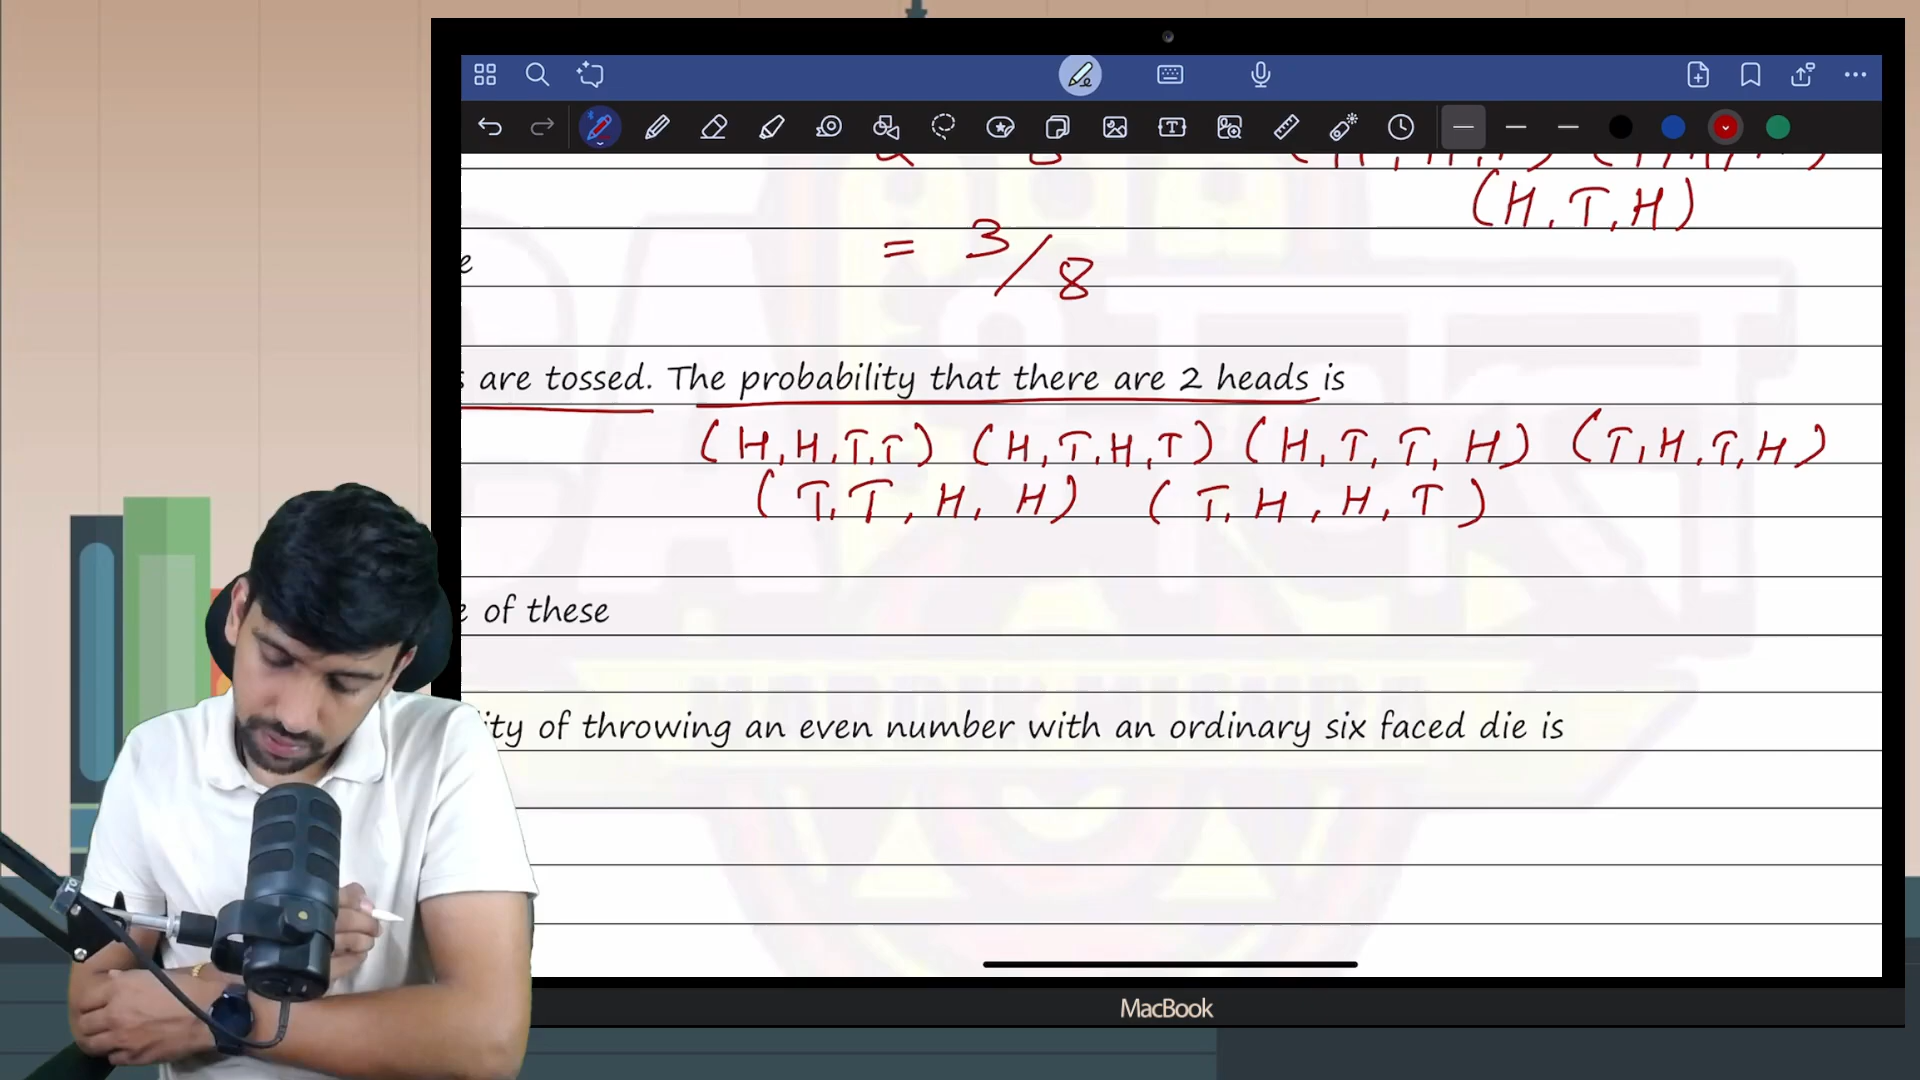 (H,T,H)
= 3/8
are tossed. The probability that there are 2 heads is
(H,H,T,T) (H,T,H,T) (H,T,T,H) (T,H,T,H)
(T,T,H,H) (T,H,H,T)
of these
of throwing an even number with an ordinary six faced die is
MacBook